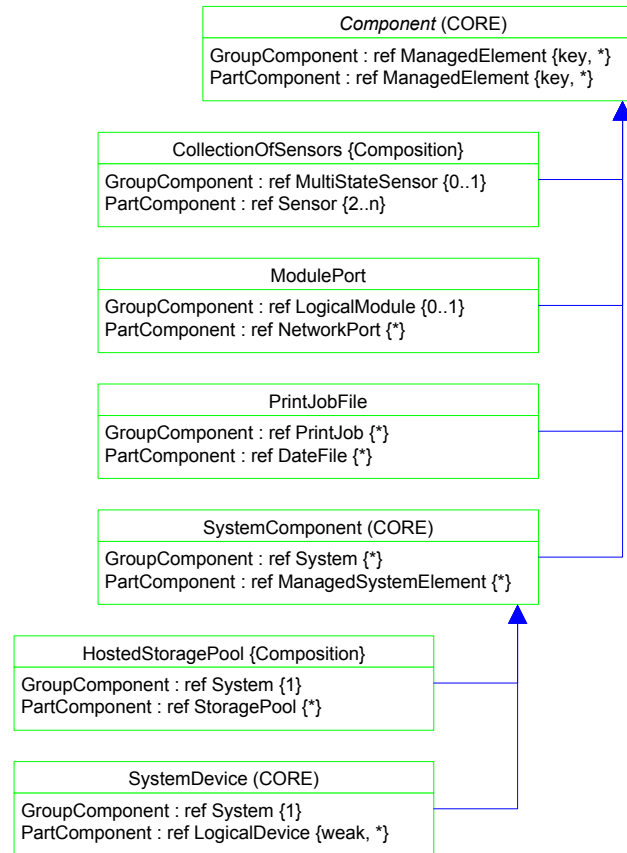 Component (CORE)
GroupComponent : ref ManagedElement {key, *}
PartComponent : ref ManagedElement {key, *}
CollectionOfSensors {Composition}
GroupComponent : ref MultiStateSensor {0..1}
PartComponent : ref Sensor {2..n}
ModulePort
GroupComponent : ref LogicalModule {0..1}
PartComponent : ref NetworkPort {*}
PrintJobFile
GroupComponent : ref PrintJob {*}
PartComponent : ref DateFile {*}
SystemComponent (CORE)
GroupComponent : ref System {*}
PartComponent : ref ManagedSystemElement {*}
HostedStoragePool {Composition}
GroupComponent : ref System {1}
PartComponent : ref StoragePool {*}
SystemDevice (CORE)
GroupComponent : ref System {1}
PartComponent : ref LogicalDevice {weak, *}